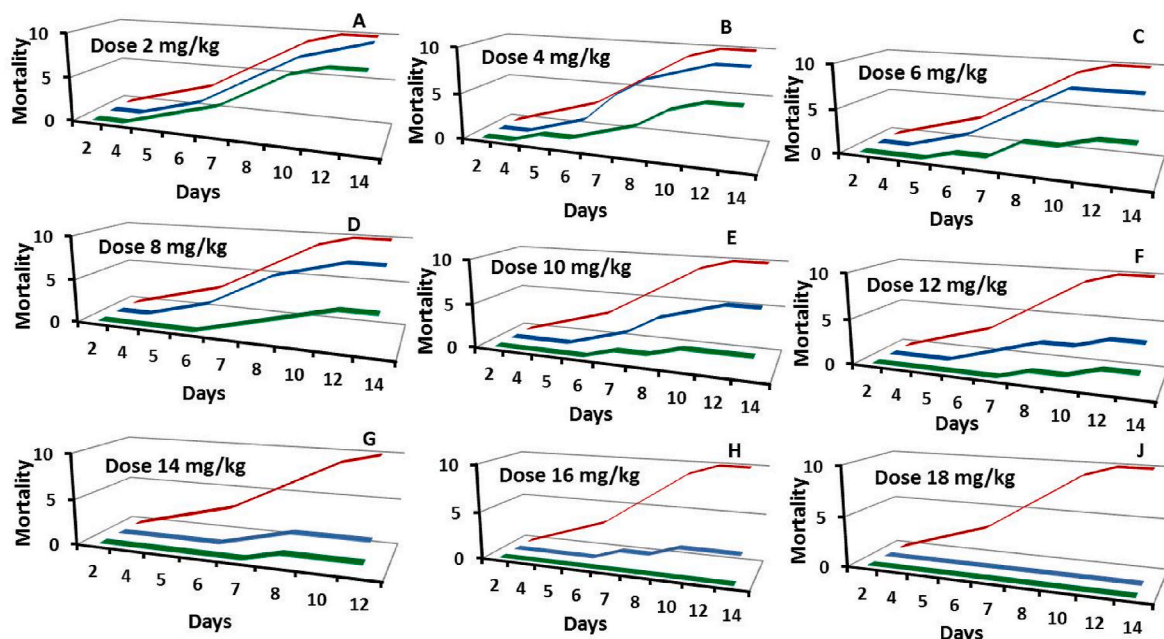 A
Dose 2 mg/kg
Mortality
10
5
0
2 4 5 6 7 8 10 12 14
Days
B
Dose 4 mg/kg
Mortality
10
5
0
2 4 5 6 7 8 10 12 14
Days
C
Dose 6 mg/kg
Mortality
10
5
0
2 4 5 6 7 8 10 12 14
Days
D
Dose 8 mg/kg
Mortality
10
5
0
2 4 5 6 7 8 10 12 14
Days
E
Dose 10 mg/kg
Mortality
10
5
0
2 4 5 6 7 8 10 12 14
Days
F
Dose 12 mg/kg
Mortality
10
5
0
2 4 5 6 7 8 10 12 14
Days
G
Dose 14 mg/kg
Mortality
10
5
0
2 4 5 6 7 8 10 12
Days
H
Dose 16 mg/kg
Mortality
10
5
0
2 4 5 6 7 8 10 12 14
Days
J
Dose 18 mg/kg
Mortality
10
5
0
2 4 5 6 7 8 10 12 14
Days